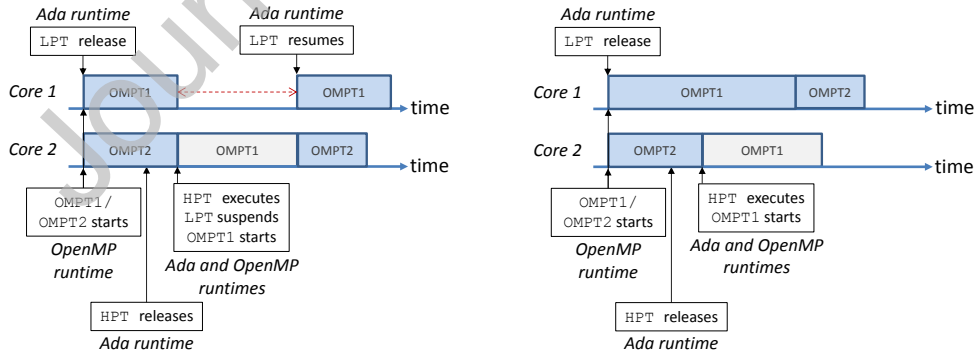 Ada runtime
LPT release
Ada runtime
LPT resumes
Core 1
OMPT1
OMPT1
time
Core 2
OMPT2
OMPT1
OMPT2
time
OMPT1/
OMPT2 starts
OpenMP
runtime
HPT executes
LPT suspends
OMPT1 starts
Ada and OpenMP
runtimes
HPT releases
Ada runtime
Ada runtime
LPT release
Core 1
OMPT1
OMPT2
time
Core 2
OMPT2
OMPT1
time
OMPT1/
OMPT2 starts
OpenMP
runtime
HPT executes
OMPT1 starts
Ada and OpenMP
runtimes
HPT releases
Ada runtime
Jour